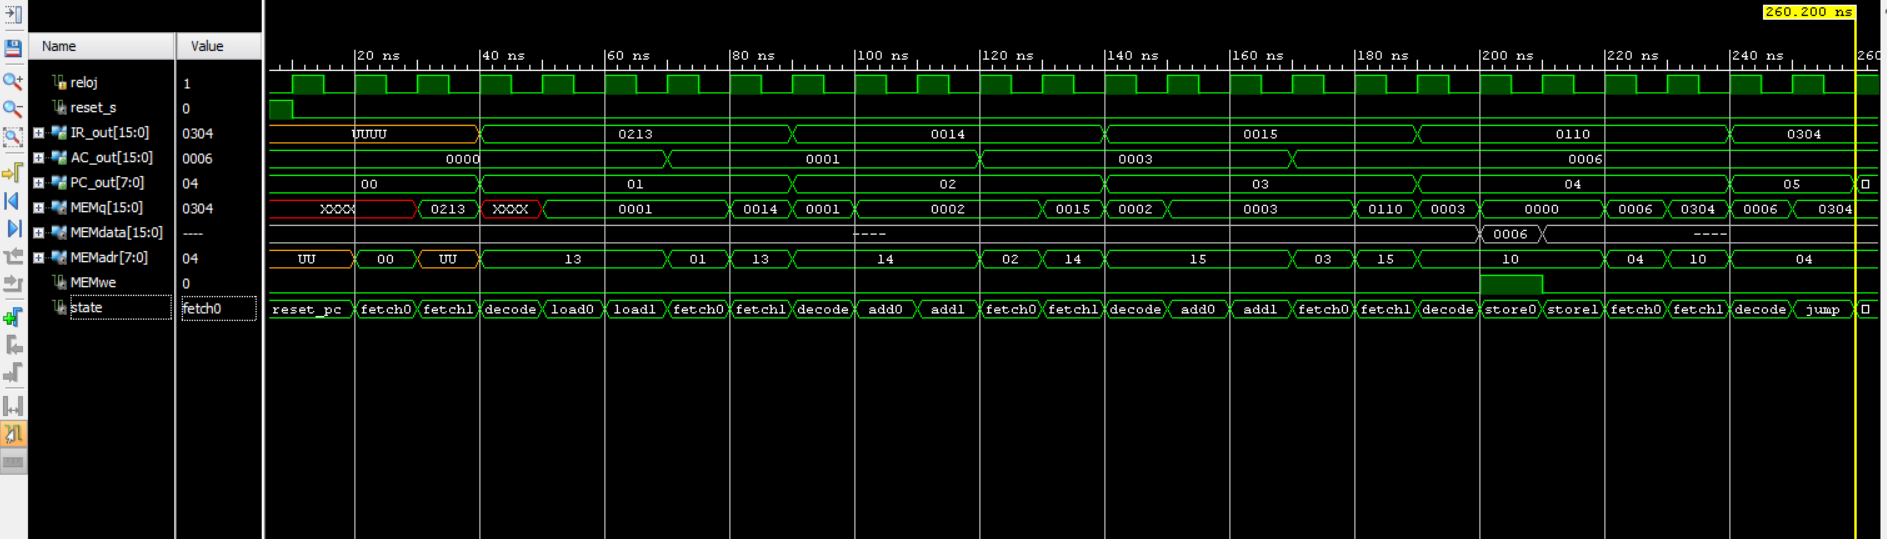 260.200 ns
Name Value
20 ns 40 ns 60 ns 80 ns 100 ns 120 ns 140 ns 160 ns 180 ns 200 ns 220 ns 240 ns 260
reloj 1
reset_s 0
IR_out[15:0] 0304 UUUU 0213 0014 0015 0110 0304
AC_out[15:0] 0006 0000 0001 0003 0006
PC_out[7:0] 04 00 01 02 03 04 05
MEMq[15:0] 0304 XXXX 0213 XXXX 0001 0014 0001 0002 0015 0002 0003 0110 0003 0000 0006 0304 0006 0304
MEMdata[15:0] ---- ---- 0006 ----
MEMadr[7:0] 04 UU 00 UU 13 01 13 14 02 14 15 03 15 10 04 10 04
MEMwe 0
state fetch0 reset_pc fetch0 fetch1 decode load0 load1 fetch0 fetch1 decode add0 add1 fetch0 fetch1 decode add0 add1 fetch0 fetch1 decode store0 store1 fetch0 fetch1 decode jump